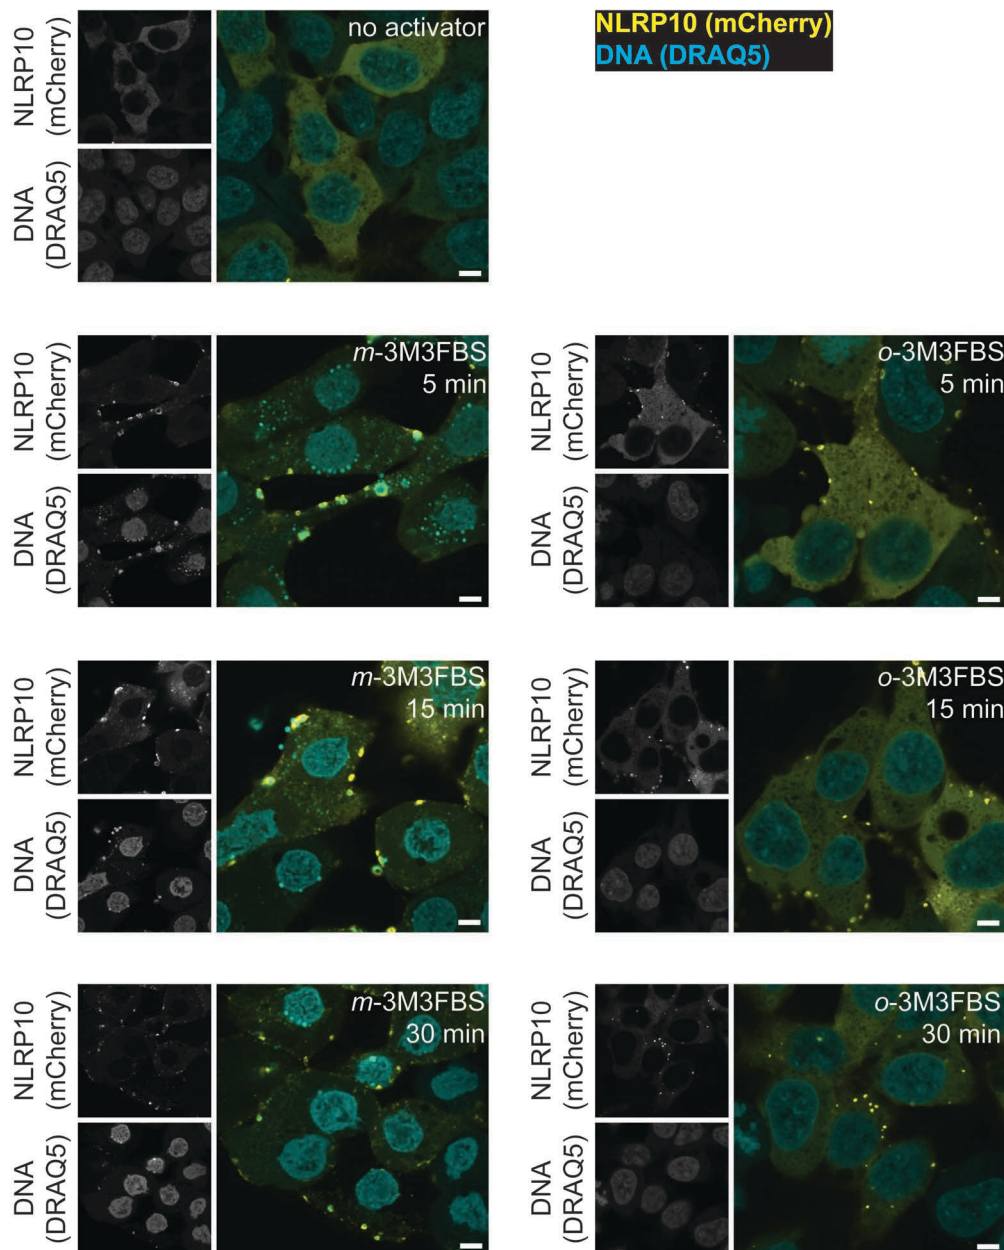 NLRP10
(mCherry)
DNA
(DRAQ5)
no activator
NLRP10 (mCherry)
DNA (DRAQ5)
NLRP10
(mCherry)
DNA
(DRAQ5)
m-3M3FBS
5 min
NLRP10
(mCherry)
DNA
(DRAQ5)
o-3M3FBS
5 min
NLRP10
(mCherry)
DNA
(DRAQ5)
m-3M3FBS
15 min
NLRP10
(mCherry)
DNA
(DRAQ5)
o-3M3FBS
15 min
NLRP10
(mCherry)
DNA
(DRAQ5)
m-3M3FBS
30 min
NLRP10
(mCherry)
DNA
(DRAQ5)
o-3M3FBS
30 min